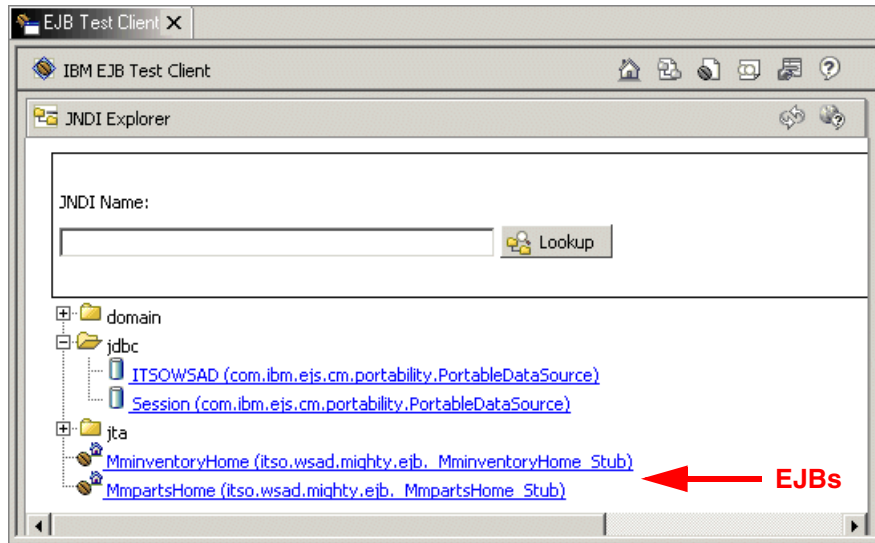 EJB Test Client
IBM EJB Test Client
JNDI Explorer
JNDI Name:
Lookup
domain
jdbc
ITSOWSAD (com.ibm.ejs.cm.portability.PortableDataSource)
Session (com.ibm.ejs.cm.portability.PortableDataSource)
jta
MminventoryHome (itso.wsad.mighty.ejb._MminventoryHome_Stub)
MmpartsHome (itso.wsad.mighty.ejb._MmpartsHome_Stub)
EJBs